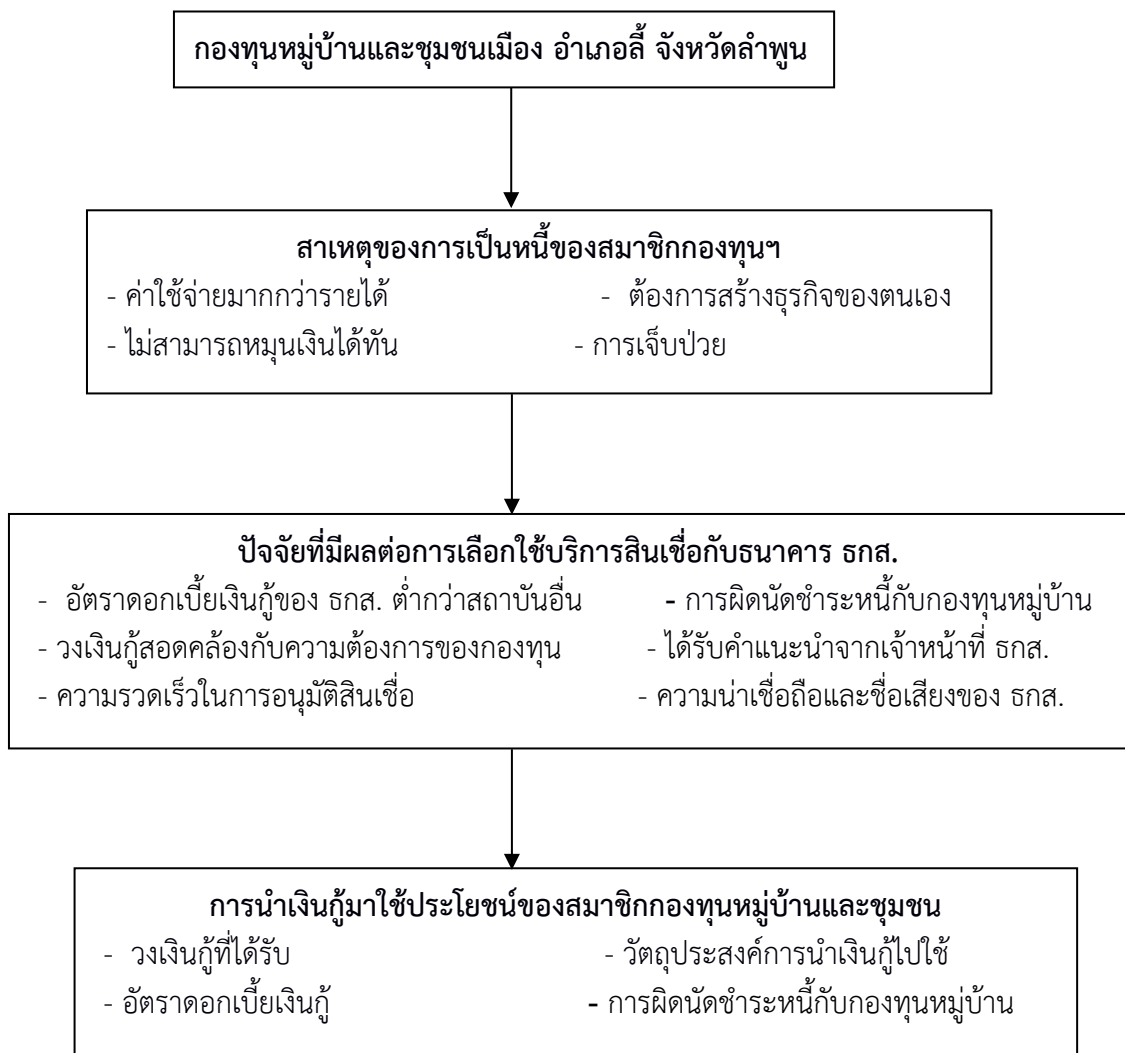 กองทุนหมู่บ้านและชุมชนเมือง อำเภอลี้ จังหวัดลำพูน
สาเหตุของการเป็นหนี้ของสมาชิกกองทุนฯ
- ค่าใช้จ่ายมากกว่ารายได้ - ต้องการสร้างธุรกิจของตนเอง
- ไม่สามารถหมุนเงินได้ทัน - การเจ็บป่วย
ปัจจัยที่มีผลต่อการเลือกใช้บริการสินเชื่อกับธนาคาร ธกส.
- อัตราดอกเบี้ยเงินกู้ของ ธกส. ต่ำกว่าสถาบันอื่น - การผิดนัดชำระหนี้กับกองทุนหมู่บ้าน
- วงเงินกู้สอดคล้องกับความต้องการของกองทุน - ได้รับคำแนะนำจากเจ้าหน้าที่ ธกส.
- ความรวดเร็วในการอนุมัติสินเชื่อ - ความน่าเชื่อถือและชื่อเสียงของ ธกส.
การนำเงินกู้มาใช้ประโยชน์ของสมาชิกกองทุนหมู่บ้านและชุมชน
- วงเงินกู้ที่ได้รับ - วัตถุประสงค์การนำเงินกู้ไปใช้
- อัตราดอกเบี้ยเงินกู้ - การผิดนัดชำระหนี้กับกองทุนหมู่บ้าน